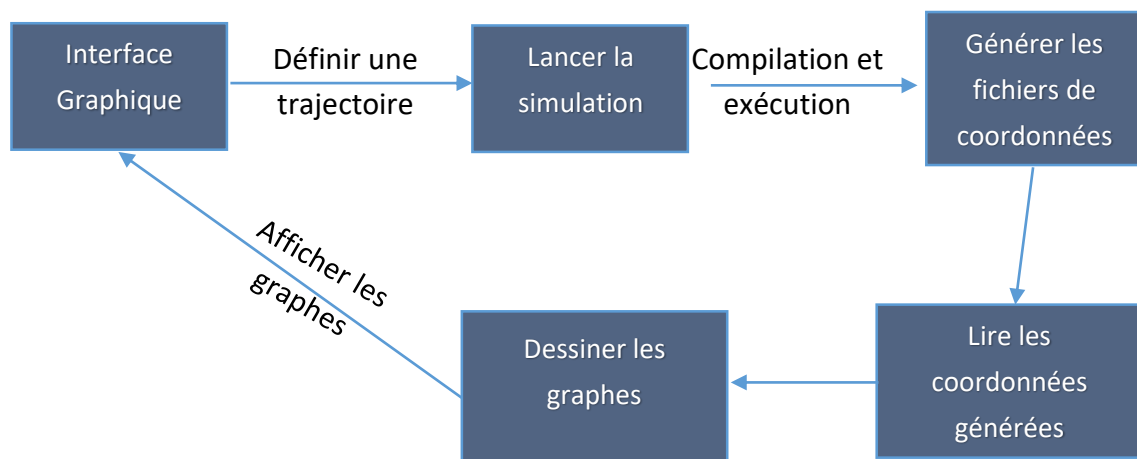 Interface
Graphique
Définir une
trajectoire
Lancer la
simulation
Compilation et
exécution
Générer les
fichiers de
coordonnées
Lire les
coordonnées
générées
Dessiner les
graphes
Afficher les
graphes